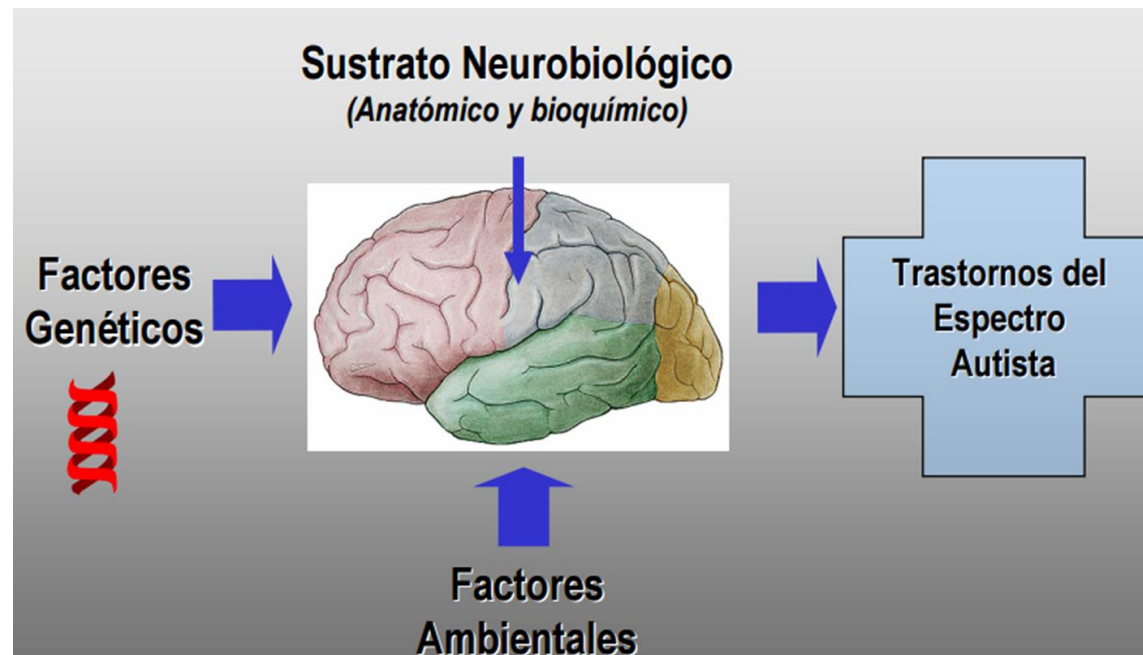 Sustrato Neurobiológico
(Anatómico y bioquímico)
Factores
Genéticos
Trastornos del
Espectro
Autista
Factores
Ambientales